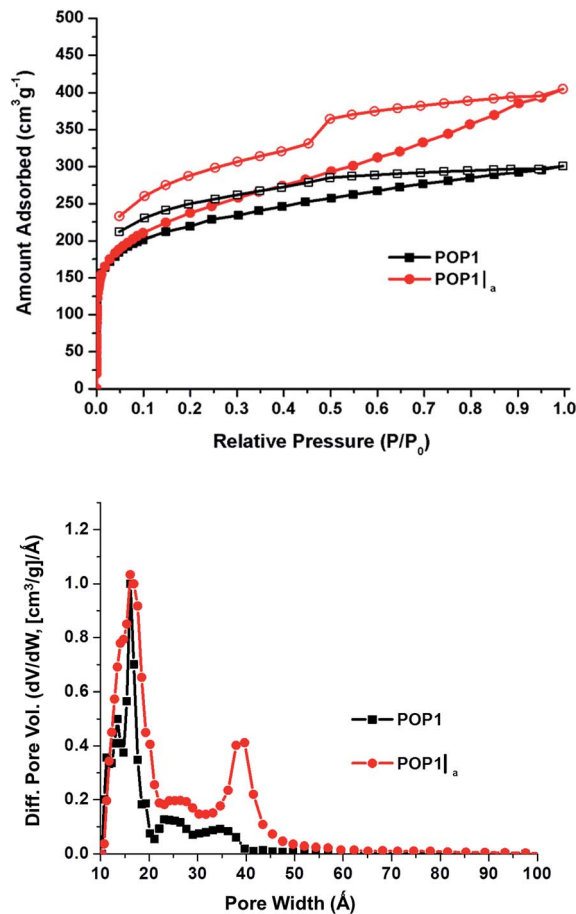 500
450
400
350
300
250
200
150
100
50
0
Amount Adsorbed (cm³g⁻¹)
POP1
POP1|ₐ
0.0 0.1 0.2 0.3 0.4 0.5 0.6 0.7 0.8 0.9 1.0
Relative Pressure (P/P₀)
1.2
1.0
0.8
0.6
0.4
0.2
0.0
Diff. Pore Vol. (dV/dW, [cm³/g]/Ǻ)
POP1
POP1|ₐ
10 20 30 40 50 60 70 80 90 100
Pore Width (Ǻ)